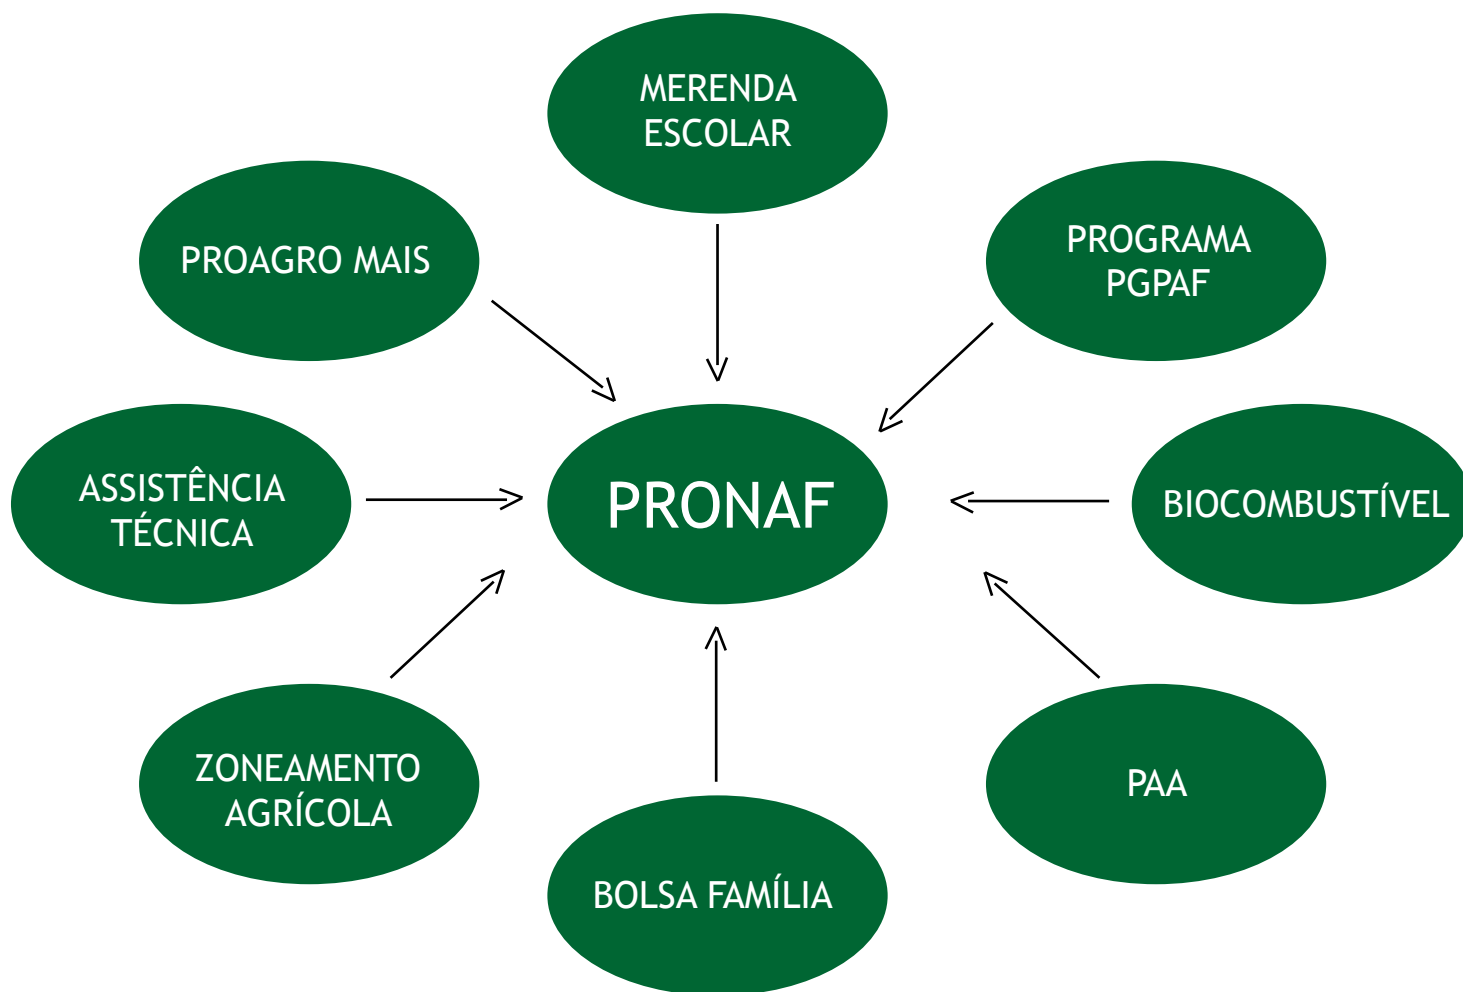 MERENDA
ESCOLAR
PROAGRO MAIS
PROGRAMA
PGPAF
ASSISTÊNCIA
TÉCNICA
PRONAF
BIOCOMBUSTÍVEL
ZONEAMENTO
AGRÍCOLA
PAA
BOLSA FAMÍLIA